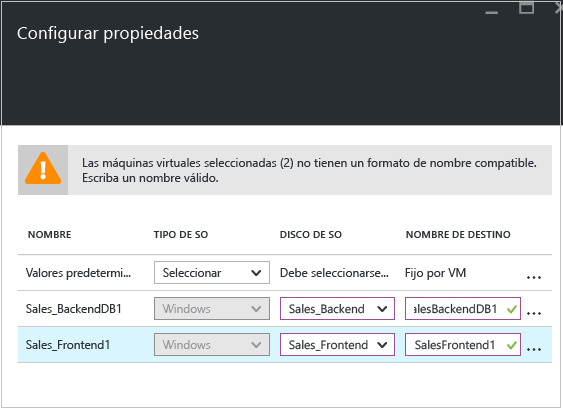 Configurar propiedades
Las máquinas virtuales seleccionadas (2) no tienen un formato de nombre compatible.
Escriba un nombre válido.
NOMBRE TIPO DE SO DISCO DE SO NOMBRE DE DESTINO
Valores predetermi... Seleccionar Debe seleccionarse... Fijo por VM ...
Sales_BackendDB1 Windows Sales_Backend alesBackendDB1 ...
Sales_Frontend1 Windows Sales_Frontend SalesFrontend1 ...